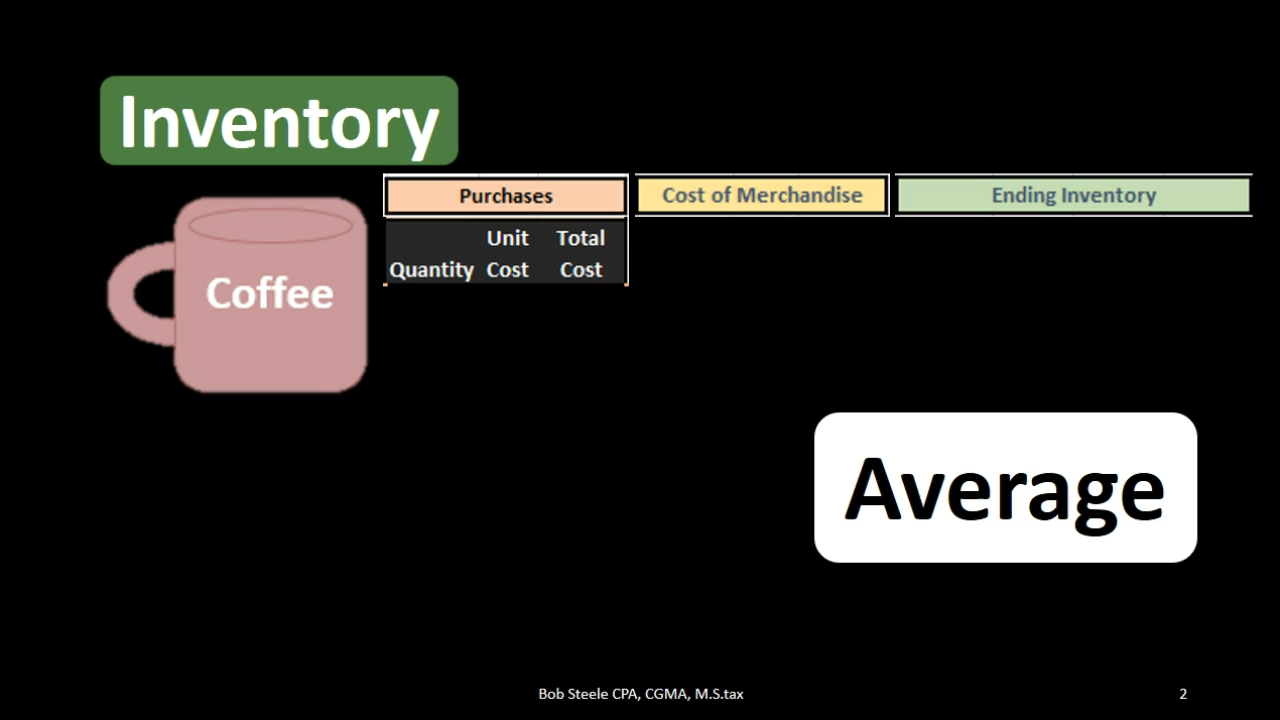 Inventory
Purchases
Cost of Merchandise
Ending Inventory
Unit Total
Quantity Cost Cost
Coffee
Average
Bob Steele CPA, CGMA, M.S.tax
2